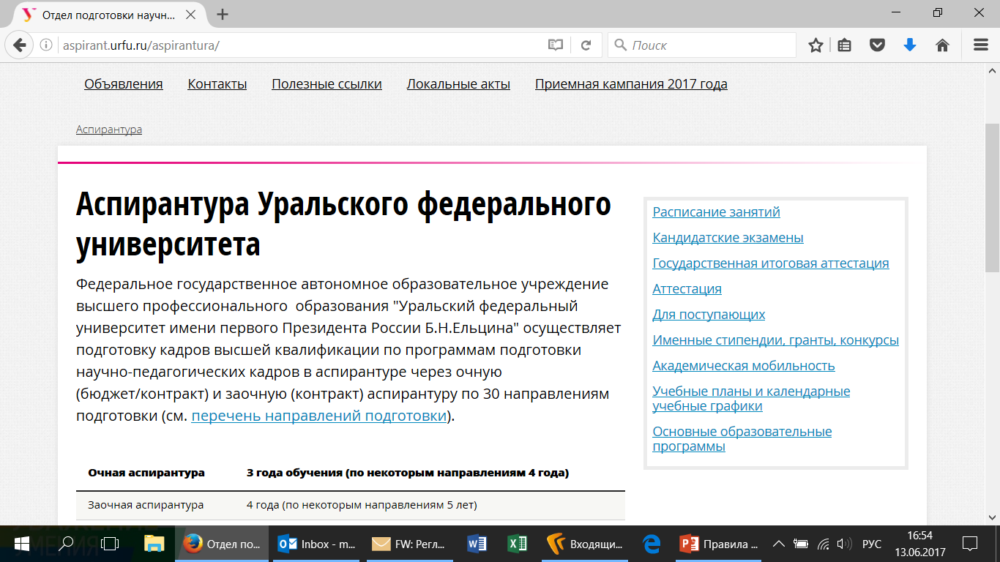 Отдел подготовки научн...
aspirant.urfu.ru/aspirantura/
Поиск
Объявления Контакты Полезные ссылки Локальные акты Приемная кампания 2017 года
Аспирантура
Аспирантура Уральского федерального
университета
Федеральное государственное автономное образовательное учреждение
высшего профессионального образования "Уральский федеральный
университет имени первого Президента России Б.Н.Ельцина" осуществляет
подготовку кадров высшей квалификации по программам подготовки
научно-педагогических кадров в аспирантуре через очную
(бюджет/контракт) и заочную (контракт) аспирантуру по 30 направлениям
подготовки (см. перечень направлений подготовки).
Очная аспирантура 3 года обучения (по некоторым направлениям 4 года)
Заочная аспирантура 4 года (по некоторым направлениям 5 лет)
Расписание занятий
Кандидатские экзамены
Государственная итоговая аттестация
Аттестация
Для поступающих
Именные стипендии, гранты, конкурсы
Академическая мобильность
Учебные планы и календарные
учебные графики
Основные образовательные
программы
Отдел по... Inbox - m... FW: Регл... Входящи... Правила ... РУС
16:54
13.06.2017